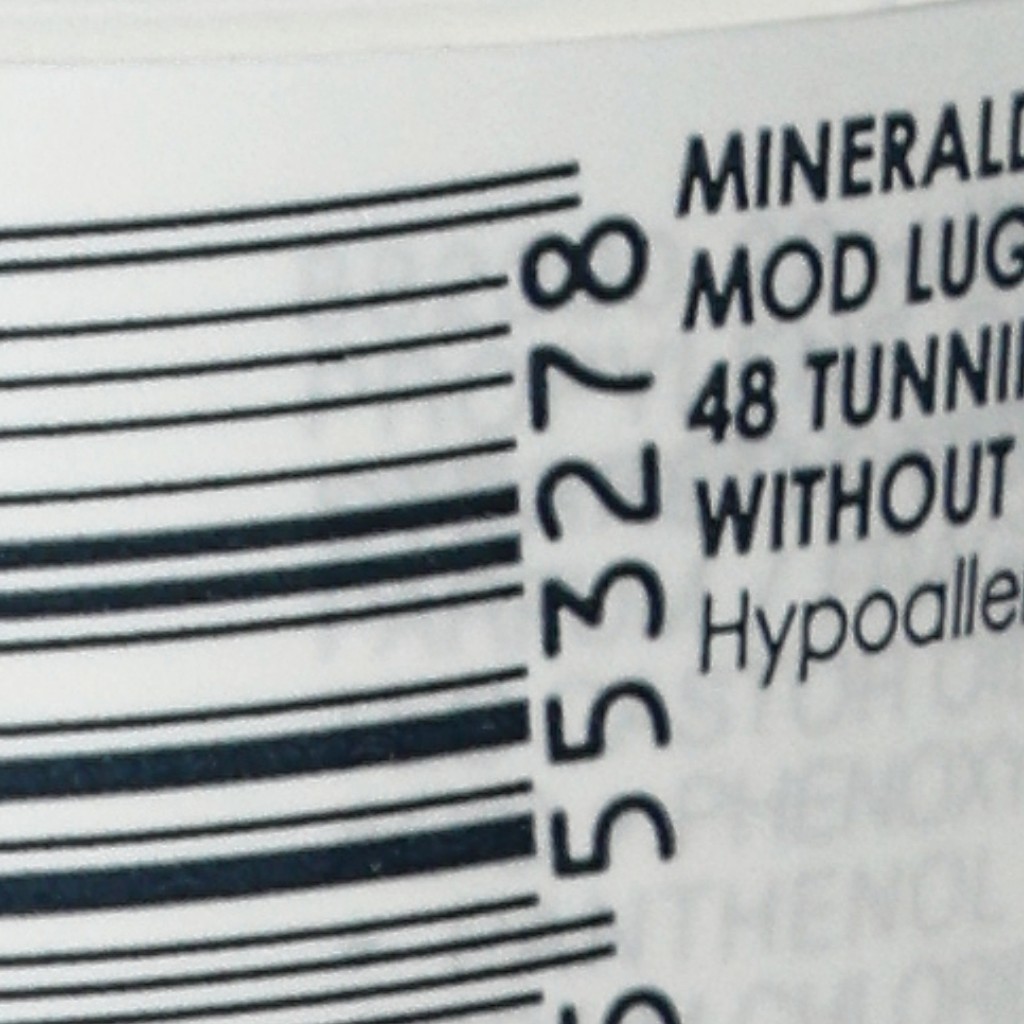 MINERALD
MOD LUG
48 TUNNI
WITHOUT
Hypoaller
553278